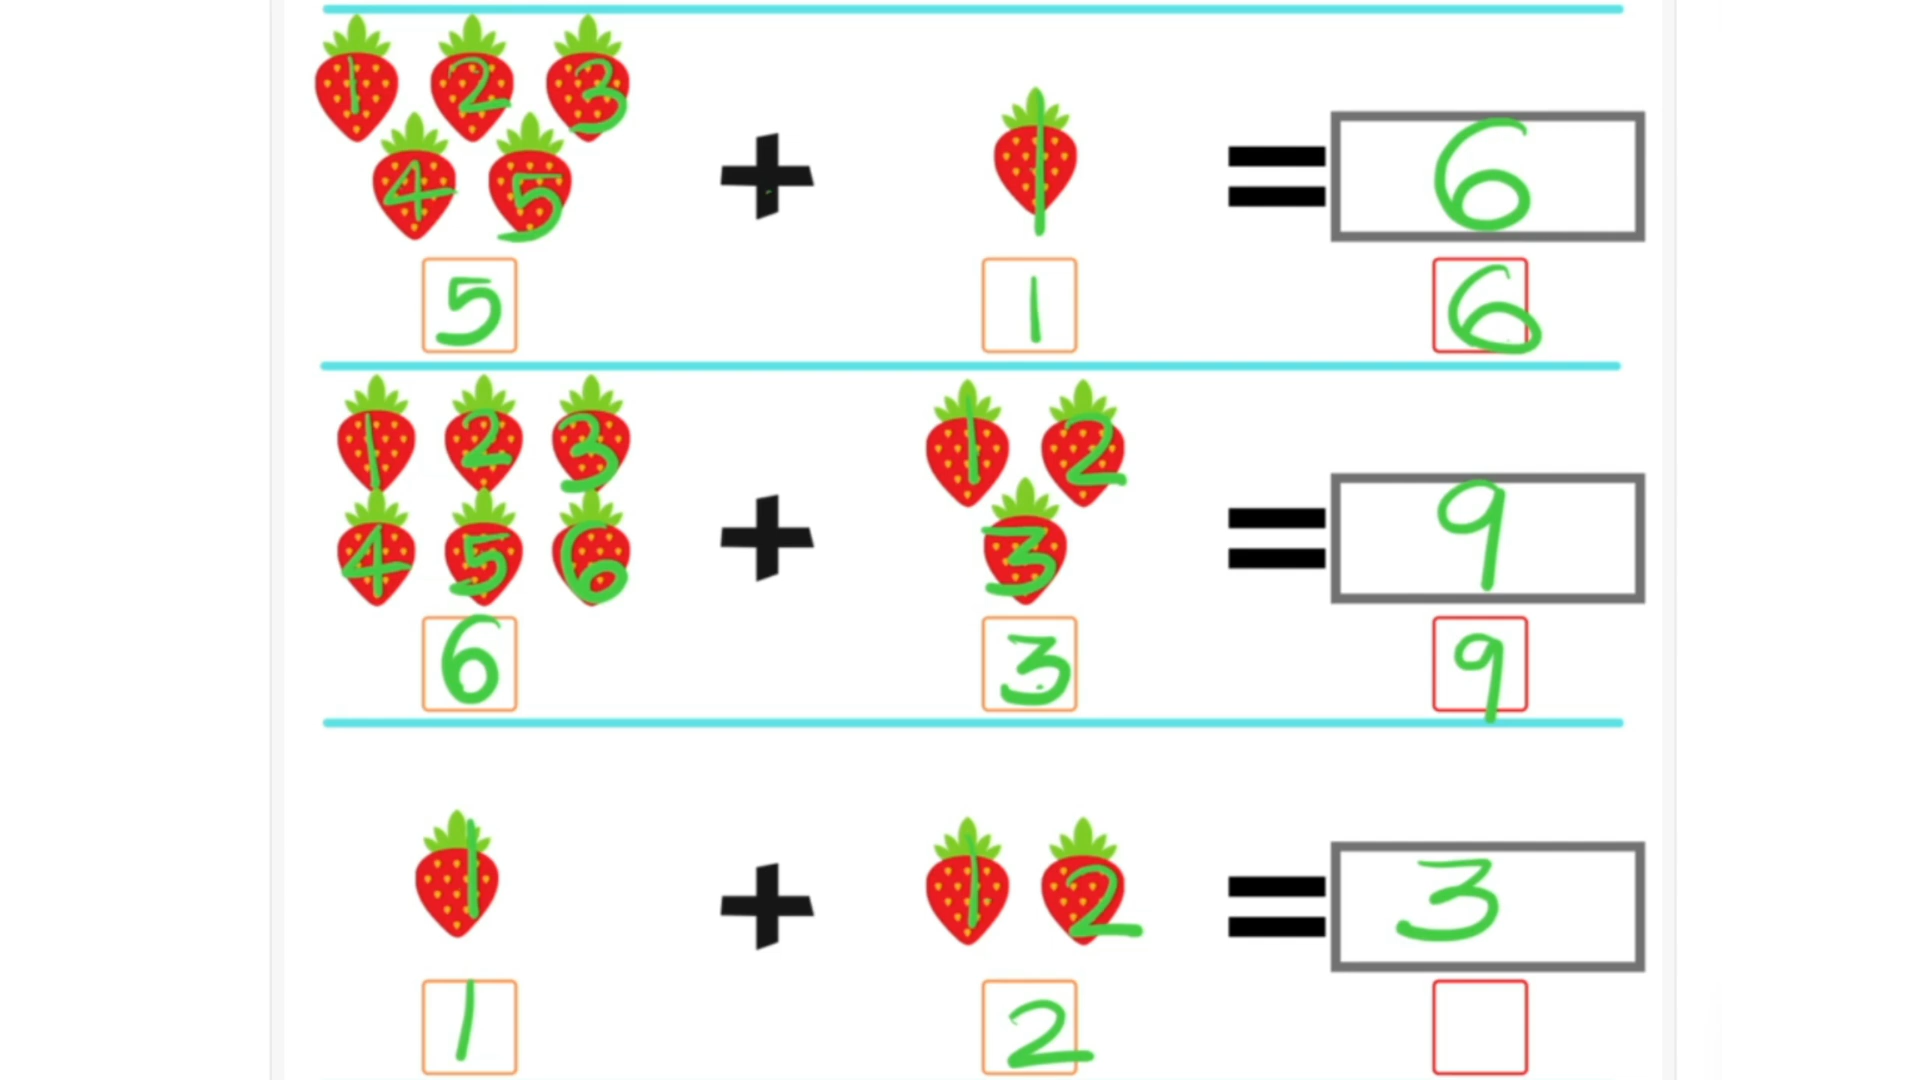 1 2 3
4 5 + 1 = 6
5 1 6
1 2 3 1 2
4 5 6 + 3 = 9
6 3 9
1 + 1 2 = 3
1 2